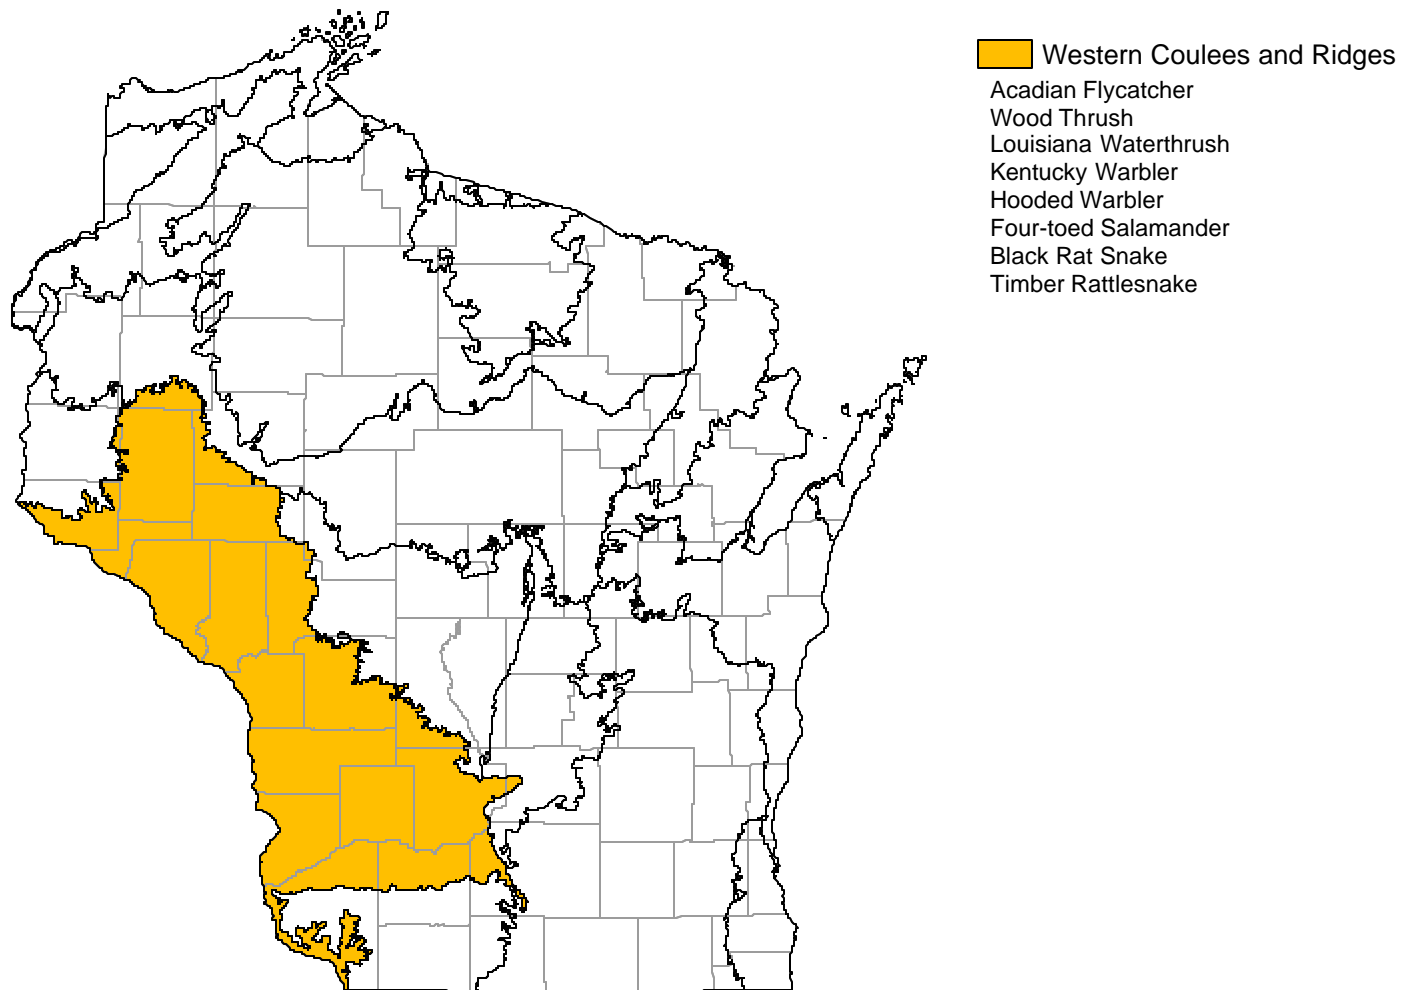 Western Coulees and Ridges
Acadian Flycatcher
Wood Thrush
Louisiana Waterthrush
Kentucky Warbler
Hooded Warbler
Four-toed Salamander
Black Rat Snake
Timber Rattlesnake